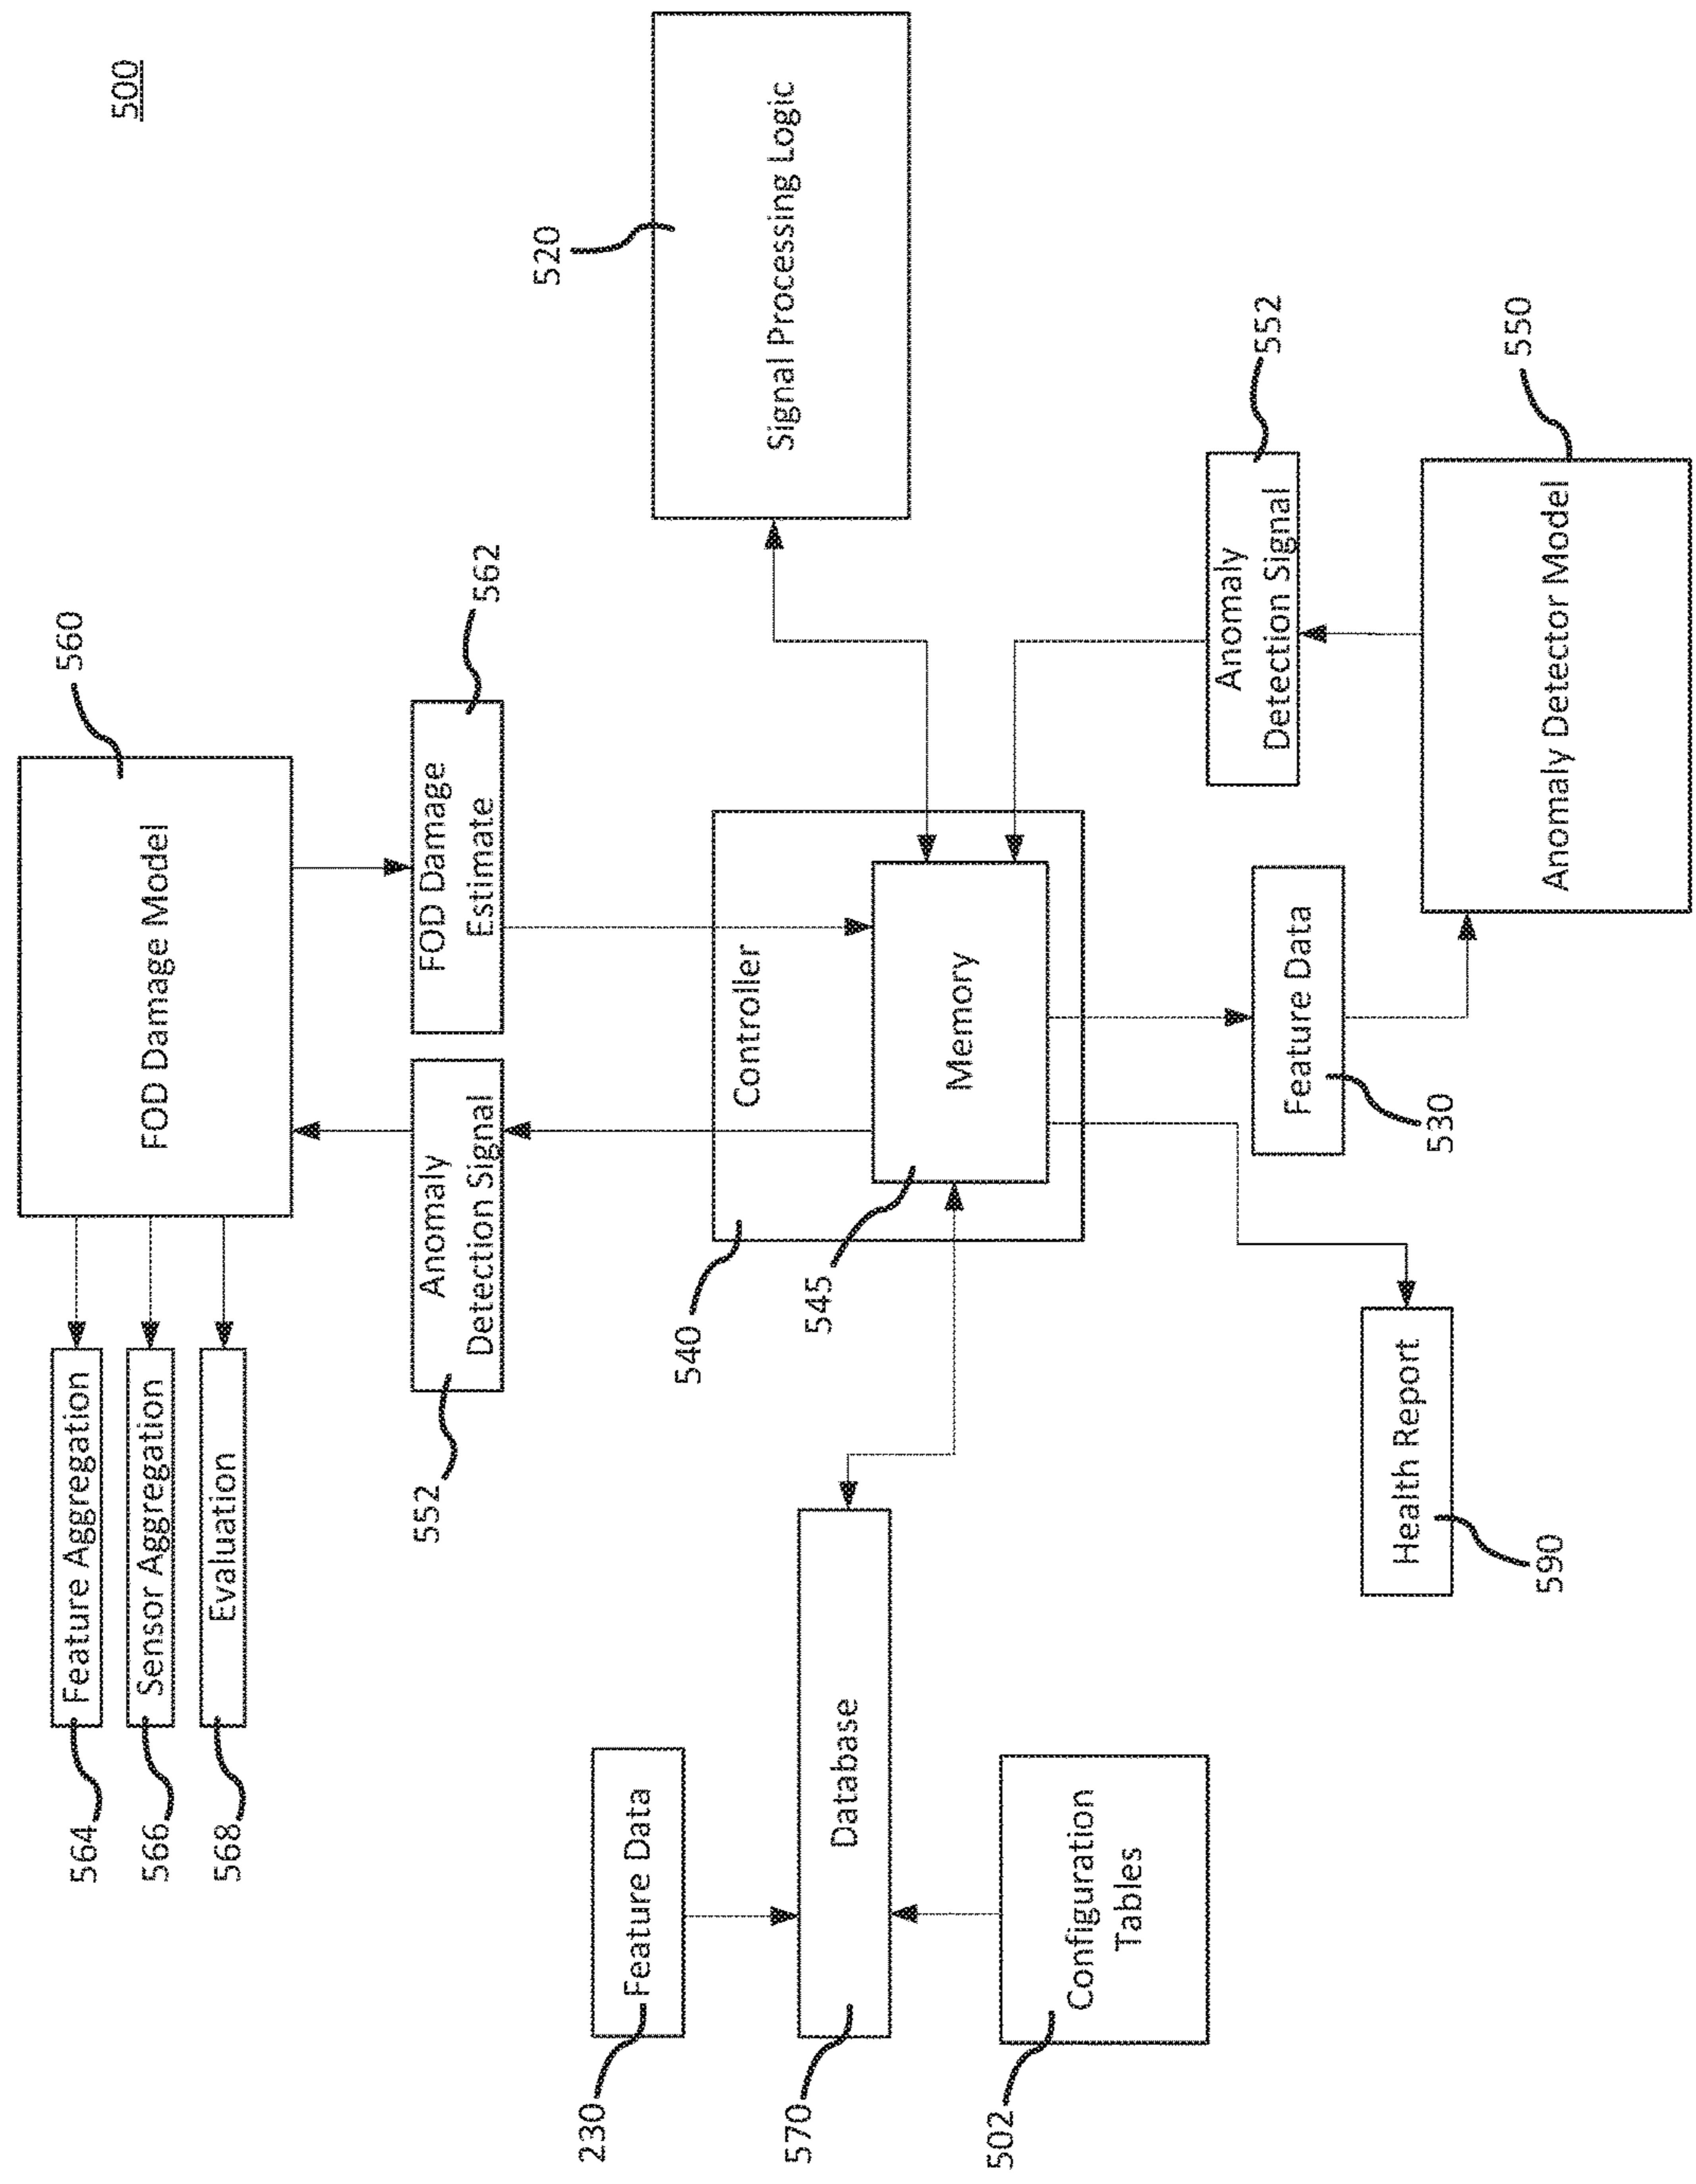 500
560
564
Feature Aggregation
566
Sensor Aggregation
568
Evaluation
FOD Damage Model
552
Anomaly
Detection Signal
FOD Damage
Estimate
562
520
Signal Processing Logic
230
Feature Data
540
Controller
545
Memory
570
Database
502
Configuration
Tables
Anomaly
Detection Signal
552
Feature Data
530
Health Report
590
550
Anomaly Detector Model